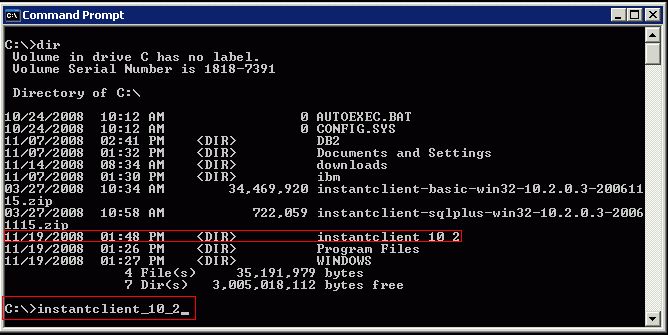 Command Prompt
C:\>dir
Volume in drive C has no label.
Volume Serial Number is 1818-7391
Directory of C:\
10/24/2008 10:12 AM 0 AUTOEXEC.BAT
10/24/2008 10:12 AM 0 CONFIG.SYS
11/07/2008 02:41 PM <DIR> DB2
11/07/2008 01:32 PM <DIR> Documents and Settings
11/14/2008 08:34 AM <DIR> downloads
11/07/2008 01:30 PM <DIR> ibm
03/27/2008 10:34 AM 34,469,920 instantclient-basic-win32-10.2.0.3-200611
15.zip
03/27/2008 10:58 AM 722,059 instantclient-sqlplus-win32-10.2.0.3-2006
1115.zip
11/19/2008 01:48 PM <DIR> instantclient_10_2
11/19/2008 01:26 PM <DIR> Program Files
11/19/2008 01:27 PM <DIR> WINDOWS
4 File(s) 35,191,979 bytes
7 Dir(s) 3,005,018,112 bytes free
C:\>instantclient_10_2_